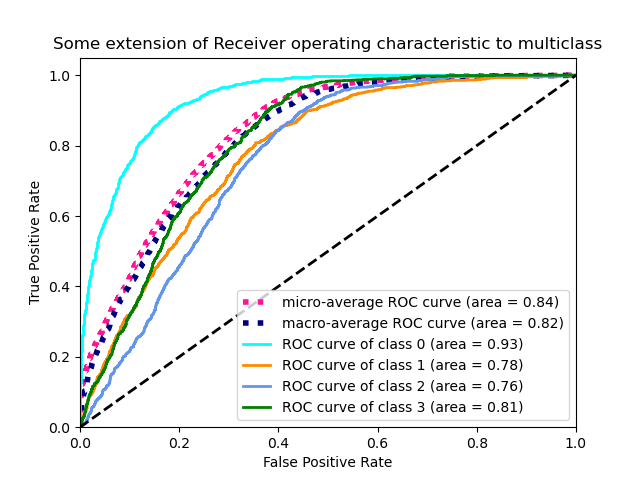 Some extension of Receiver operating characteristic to multiclass
1.0
0.8
0.6
0.4
0.2
0.0
True Positive Rate
micro-average ROC curve (area = 0.84)
macro-average ROC curve (area = 0.82)
ROC curve of class 0 (area = 0.93)
ROC curve of class 1 (area = 0.78)
ROC curve of class 2 (area = 0.76)
ROC curve of class 3 (area = 0.81)
0.0 0.2 0.4 0.6 0.8 1.0
False Positive Rate